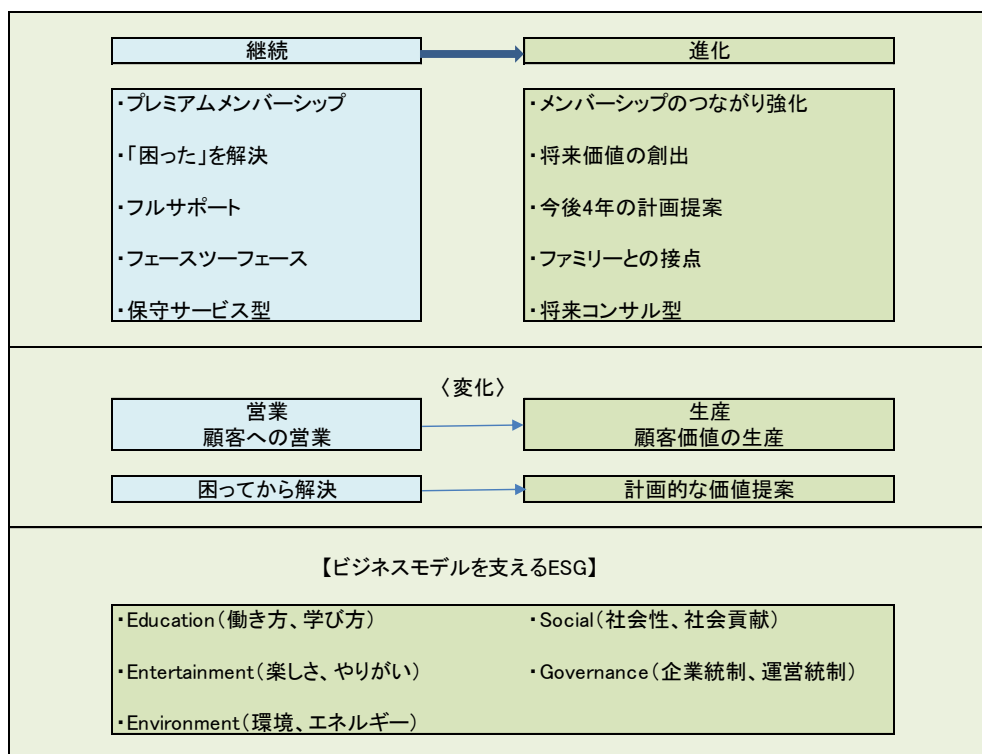 継続
進化
・プレミアムメンバーシップ
・「困った」を解決
・フルサポート
・フェースツーフェース
・保守サービス型
・メンバーシップのつながり強化
・将来価値の創出
・今後4年の計画提案
・ファミリーとの接点
・将来コンサル型
〈変化〉
営業
顧客への営業
生産
顧客価値の生産
困ってから解決
計画的な価値提案
【ビジネスモデルを支えるESG】
・Education（働き方、学び方）
・Entertainment（楽しさ、やりがい）
・Environment（環境、エネルギー）
・Social（社会性、社会貢献）
・Governance（企業統制、運営統制）